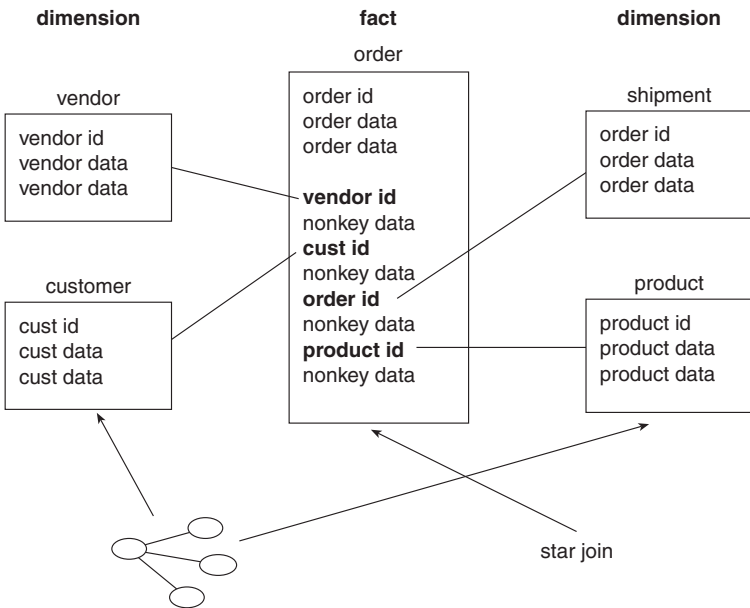 dimension
fact
dimension
order
vendor
vendor id
vendor data
vendor data
order id
order data
order data
vendor id
nonkey data
cust id
nonkey data
order id
nonkey data
product id
nonkey data
shipment
order id
order data
order data
customer
cust id
cust data
cust data
product
product id
product data
product data
star join